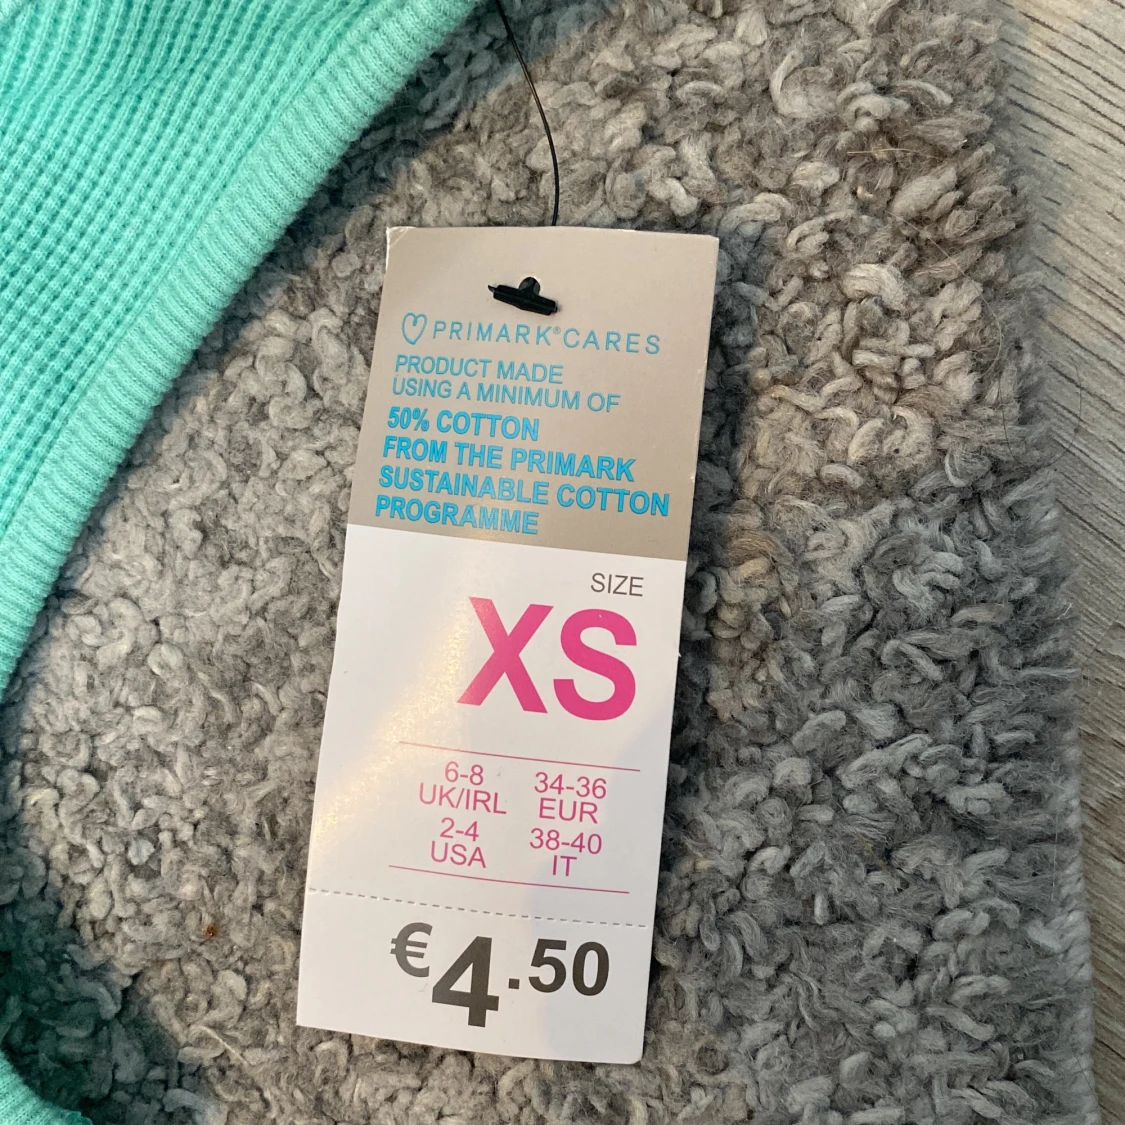 PRIMARK®CARES
PRODUCT MADE
USING A MINIMUM OF
50% COTTON
FROM THE PRIMARK
SUSTAINABLE COTTON
PROGRAMME
SIZE
XS
6-8 34-36
UK/IRL EUR
2-4 38-40
USA IT
€4.50